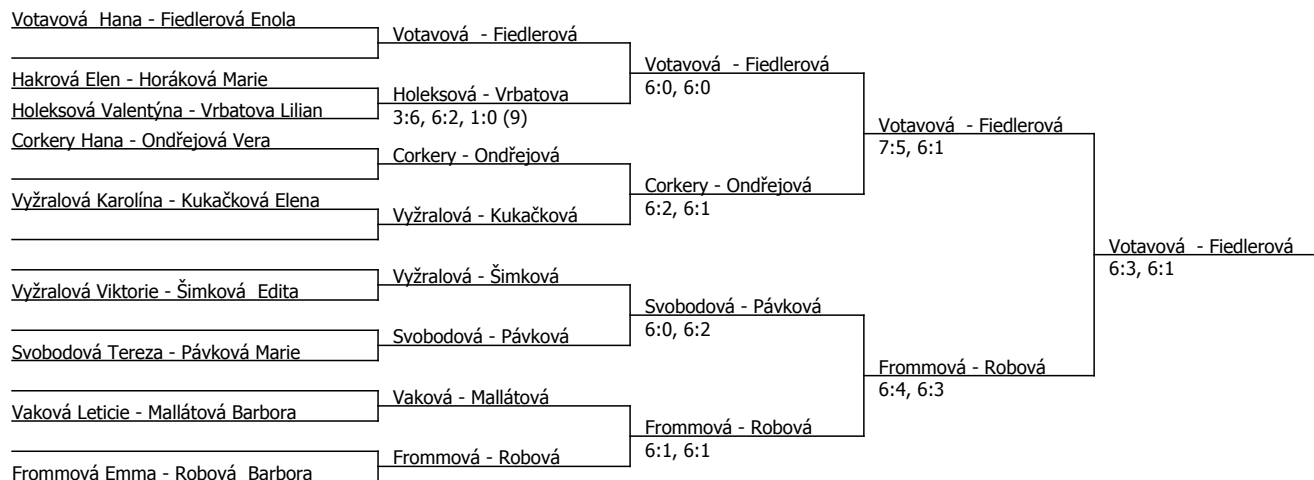 Votavová  Hana - Fiedlerová Enola
Hakrová Elen - Horáková Marie
Holeksová Valentýna - Vrbatova Lilian
Corkery Hana - Ondřejová Vera
Vyžralová Karolína - Kukačková Elena
Vyžralová Viktorie - Šimková  Edita
Svobodová Tereza - Pávková Marie
Vaková Leticie - Mallátová Barbora
Frommová Emma - Robová  Barbora
Votavová  - Fiedlerová
Holeksová - Vrbatova
3:6, 6:2, 1:0 (9)
Corkery - Ondřejová
Vyžralová - Kukačková
Vyžralová - Šimková
Svobodová - Pávková
Vaková - Mallátová
Frommová - Robová
Votavová  - Fiedlerová
6:0, 6:0
Corkery - Ondřejová
6:2, 6:1
Svobodová - Pávková
6:0, 6:2
Frommová - Robová
6:1, 6:1
Votavová  - Fiedlerová
7:5, 6:1
Frommová - Robová
6:4, 6:3
Votavová  - Fiedlerová
6:3, 6:1